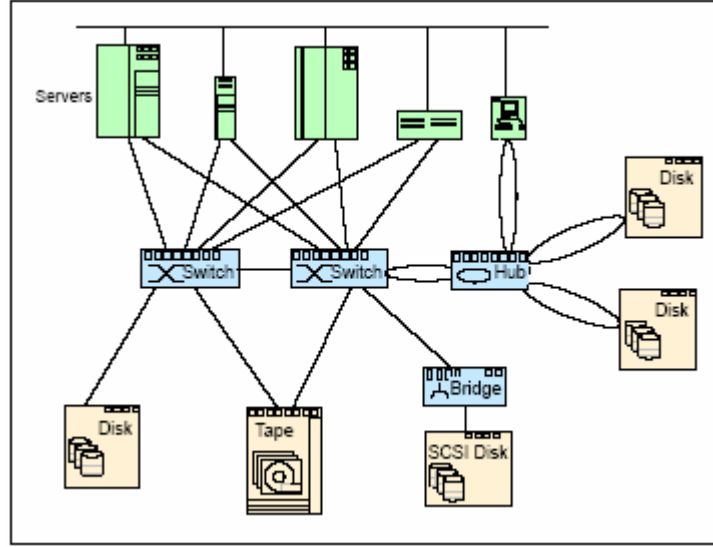 Servers
Disk
Switch
Switch
Hub
Disk
Bridge
Disk
Tape
SCSI Disk